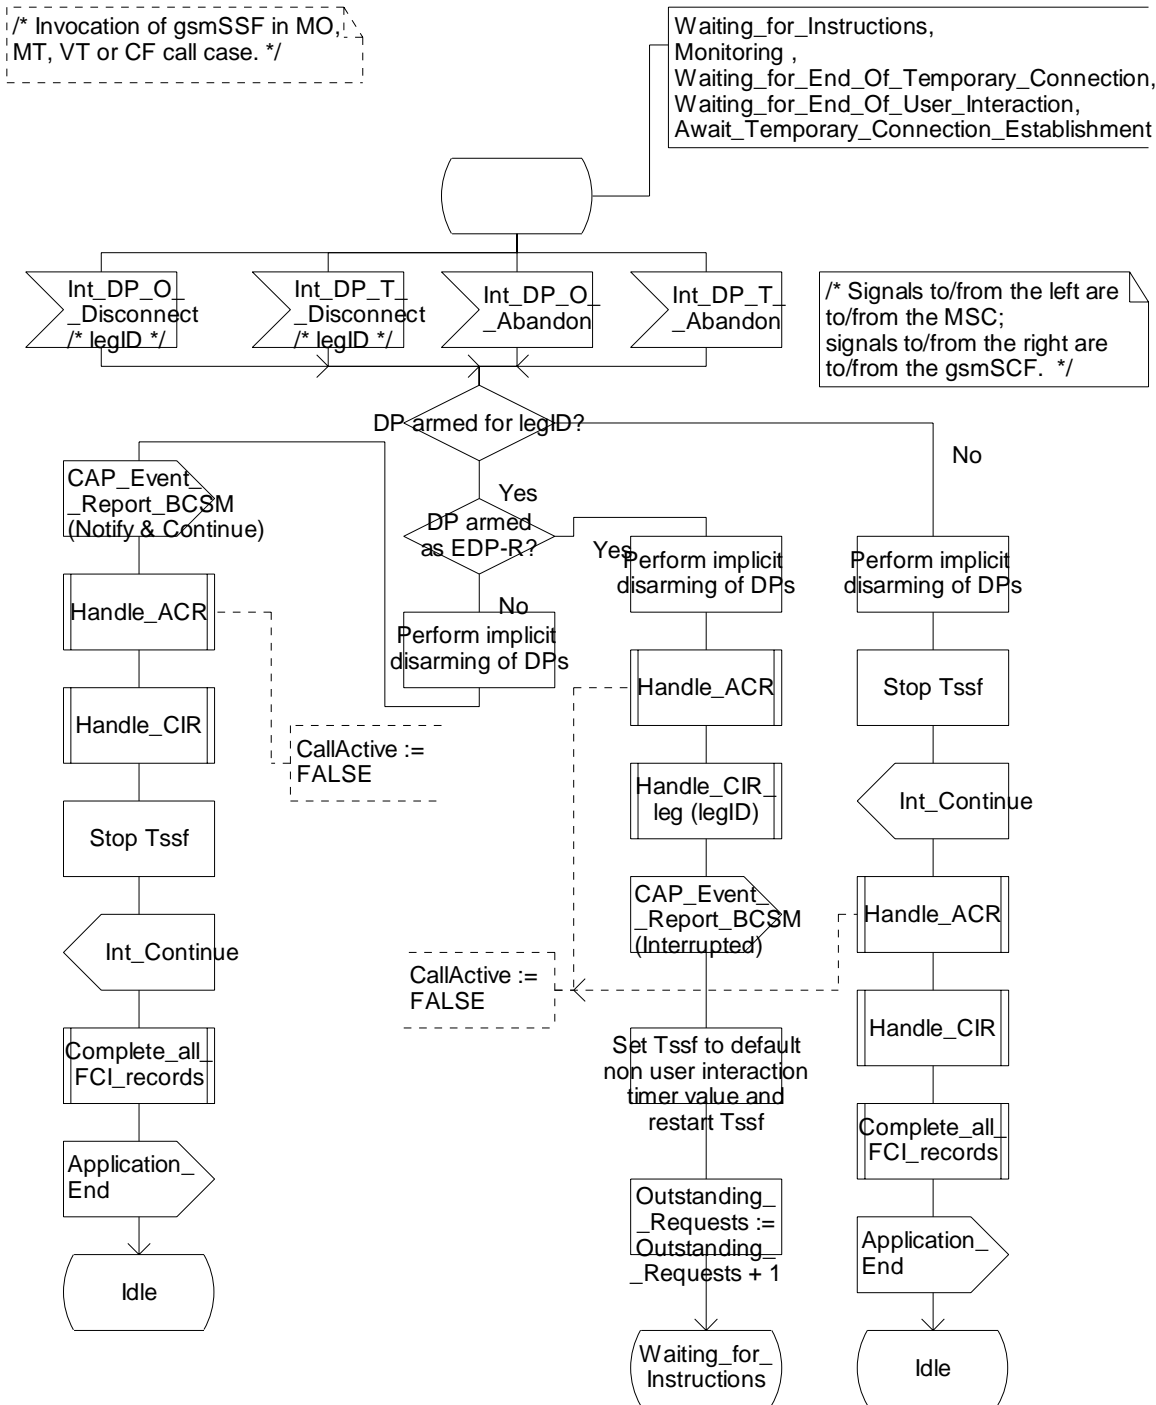 /* Invocation of gsmSSF in MO,
MT, VT or CF call case. */
Waiting_for_Instructions,
Monitoring ,
Waiting_for_End_Of_Temporary_Connection,
Waiting_for_End_Of_User_Interaction,
Await_Temporary_Connection_Establishment
Int_DP_O_
_Disconnect
/* legID */
Int_DP_T_
_Disconnect
/* legID */
Int_DP_O_
_Abandon
Int_DP_T_
_Abandon
/* Signals to/from the left are
to/from the MSC;
signals to/from the right are
to/from the gsmSCF.  */
DP armed for legID?
No
Yes
CAP_Event_
_Report_BCSM
(Notify & Continue)
DP armed
as EDP-R?
Yes
No
Perform implicit
disarming of DPs
Perform implicit
disarming of DPs
Perform implicit
disarming of DPs
Handle_ACR
Handle_CIR
Stop Tssf
Int_Continue
Complete_all_
FCI_records
Application_
End
Idle
CallActive :=
FALSE
Handle_ACR
Handle_CIR_
leg (legID)
CAP_Event_
_Report_BCSM
(Interrupted)
CallActive :=
FALSE
Set Tssf to default
non user interaction
timer value and
restart Tssf
Outstanding_
_Requests :=
Outstanding_
_Requests + 1
Waiting_for_
Instructions
Stop Tssf
Int_Continue
Handle_ACR
Handle_CIR
Complete_all_
FCI_records
Application_
End
Idle